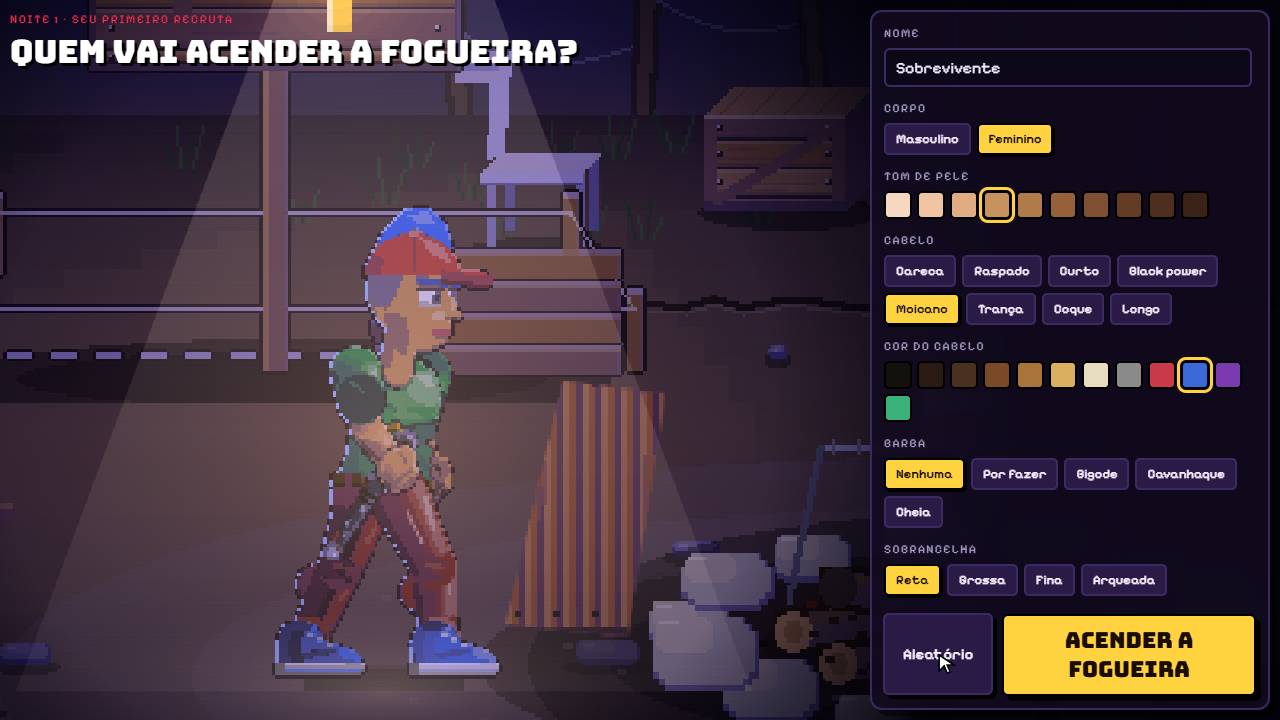 NOITE 1 · SEU PRIMEIRO RECRUTA
QUEM VAI ACENDER A FOGUEIRA?
NOME
Sobrevivente
CORPO
Masculino
Feminino
TOM DE PELE
CABELO
Careca
Raspado
Curto
Black power
Moicano
Trança
Coque
Longo
COR DO CABELO
BARBA
Nenhuma
Por fazer
Bigode
Cavanhaque
Cheia
SOBRANCELHA
Reta
Grossa
Fina
Arqueada
Aleatório
ACENDER A
FOGUEIRA